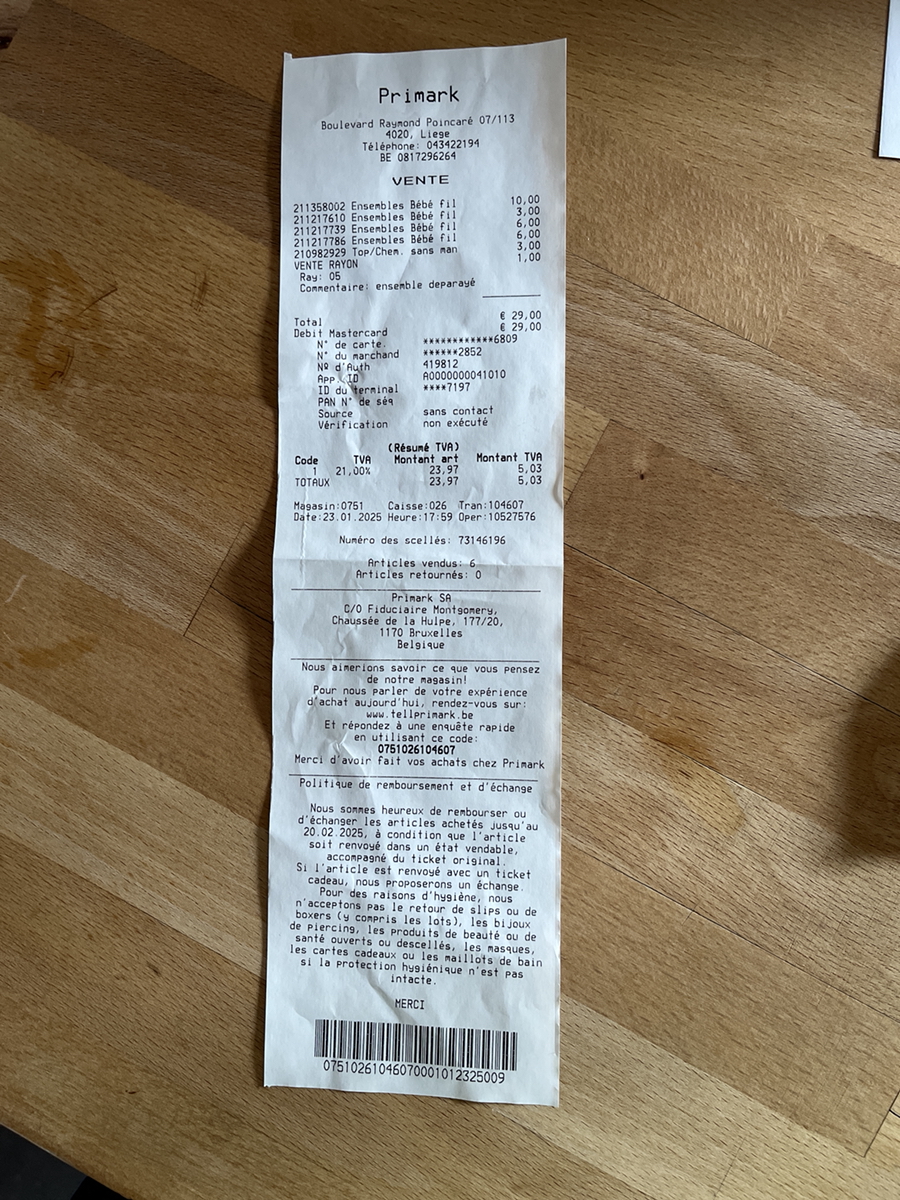 Primark
Boulevard Raymond Poincaré 07/113
4020, Liege
Téléphone: 043422194
BE 0817296264
VENTE
211358002 Ensembles Bébé fil 10,00
211217610 Ensembles Bébé fil 3,00
211217739 Ensembles Bébé fil 6,00
211217786 Ensembles Bébé fil 6,00
210982929 Top/Chem. sans man 3,00
VENTE RAYON 1,00
Ray: 05
Commentaire: ensemble deparayé
Total € 29,00
Debit Mastercard € 29,00
N° de carte. ************6809
N° du marchand ******2852
Nº d'Auth 419812
App. ID A0000000041010
ID du terminal ****7197
PAN N° de séq
Source sans contact
Vérification non exécuté
(Résumé TVA)
Code TVA Montant art Montant TVA
1 21,00% 23,97 5,03
TOTAUX 23,97 5,03
Magasin:0751 Caisse:026 Tran:104607
Date:23.01.2025 Heure:17:59 Oper:10527576
Numéro des scellés: 73146196
Articles vendus: 6
Articles retournés: 0
Primark SA
C/O Fiduciaire Montgomery,
Chaussée de la Hulpe, 177/20,
1170 Bruxelles
Belgique
Nous aimerions savoir ce que vous pensez
de notre magasin!
Pour nous parler de votre expérience
d'achat aujourd'hui, rendez-vous sur:
www.tellprimark.be
Et répondez à une enquête rapide
en utilisant ce code:
0751026104607
Merci d'avoir fait vos achats chez Primark
Politique de remboursement et d'échange
Nous sommes heureux de rembourser ou
d'échanger les articles achetés jusqu'au
20.02.2025, à condition que l'article
soit renvoyé dans un état vendable,
accompagné du ticket original.
Si l'article est renvoyé avec un ticket
cadeau, nous proposerons un échange.
Pour des raisons d'hygiène, nous
n'acceptons pas le retour de slips ou de
boxers (y compris les lots), les bijoux
de piercing, les produits de beauté ou de
santé ouverts ou descellés, les masques,
les cartes cadeaux ou les maillots de bain
si la protection hygiénique n'est pas
intacte.
MERCI
07510261046070001012325009